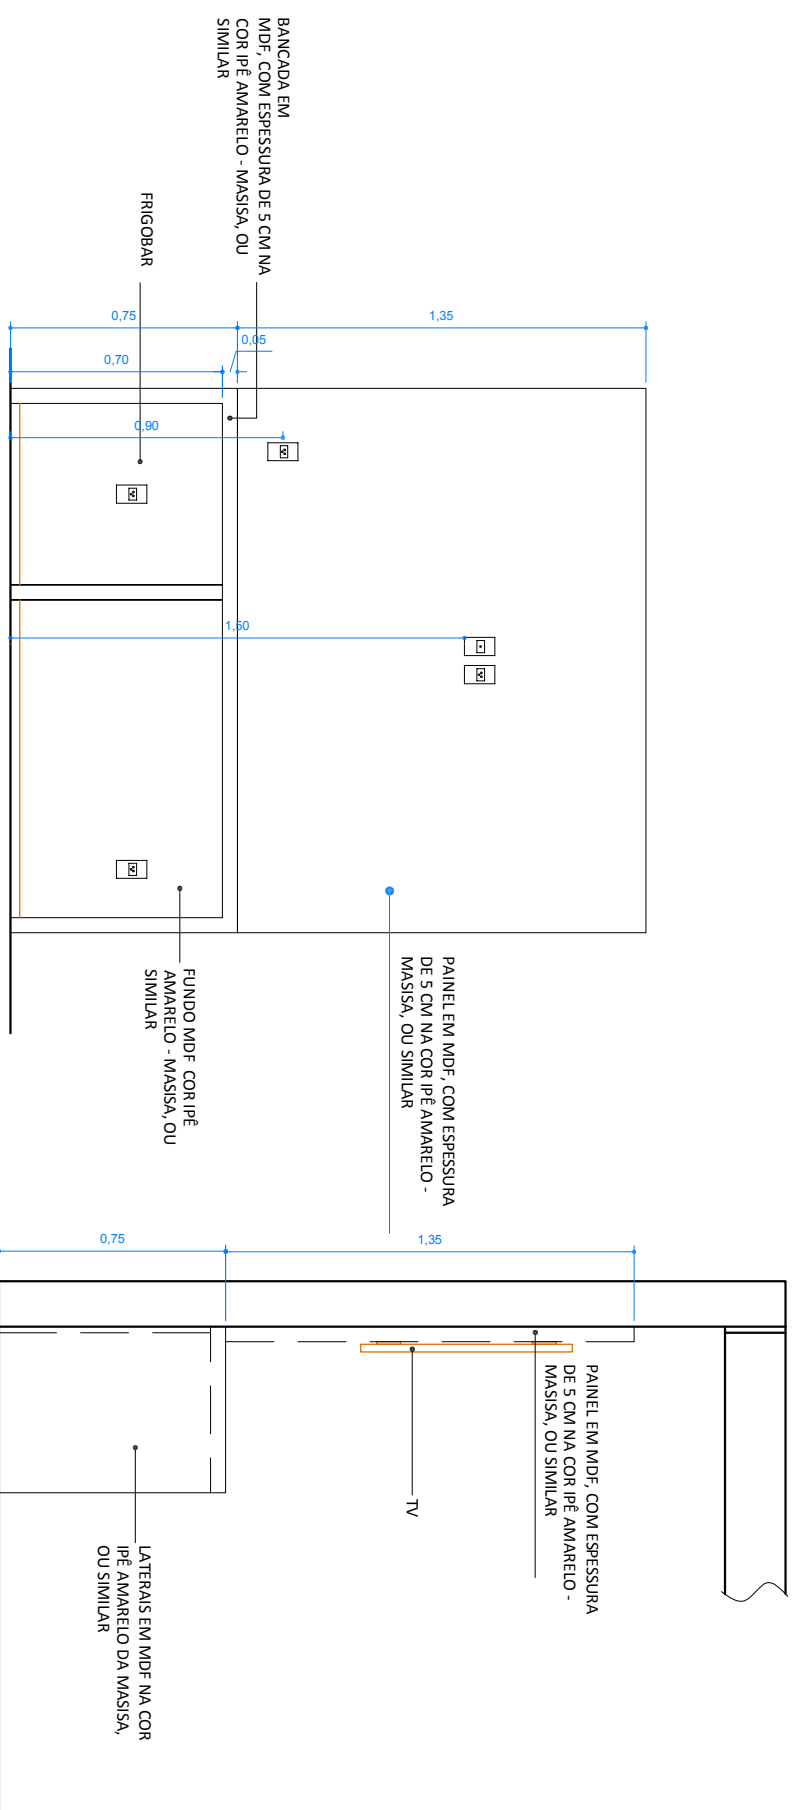 BANCADA EM
MDF, COM ESPESSURA DE 5 CM NA
COR IPÊ AMARELO - MASISA, OU
SIMILAR
FRIGOBAR
0,75
1,35
0,05
0,70
0,90
1,50
PAINEL EM MDF, COM ESPESSURA
DE 5 CM NA COR IPÊ AMARELO -
MASISA, OU SIMILAR
FUNDO MDF COR IPÊ
AMARELO - MASISA, OU
SIMILAR
0,75
1,35
PAINEL EM MDF, COM ESPESSURA
DE 5 CM NA COR IPÊ AMARELO -
MASISA, OU SIMILAR
TV
LATERAIS EM MDF NA COR
IPÊ AMARELO DA MASISA,
OU SIMILAR